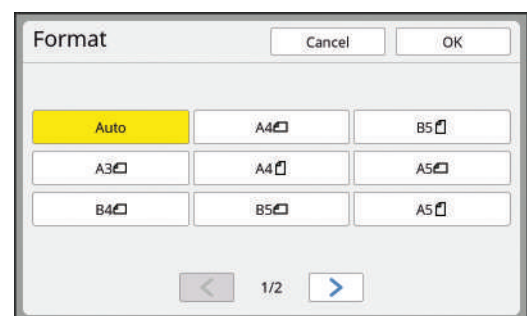 Format Cancel OK
Auto A4 B5
A3 A4 A5
B4 B5 A5
1/2